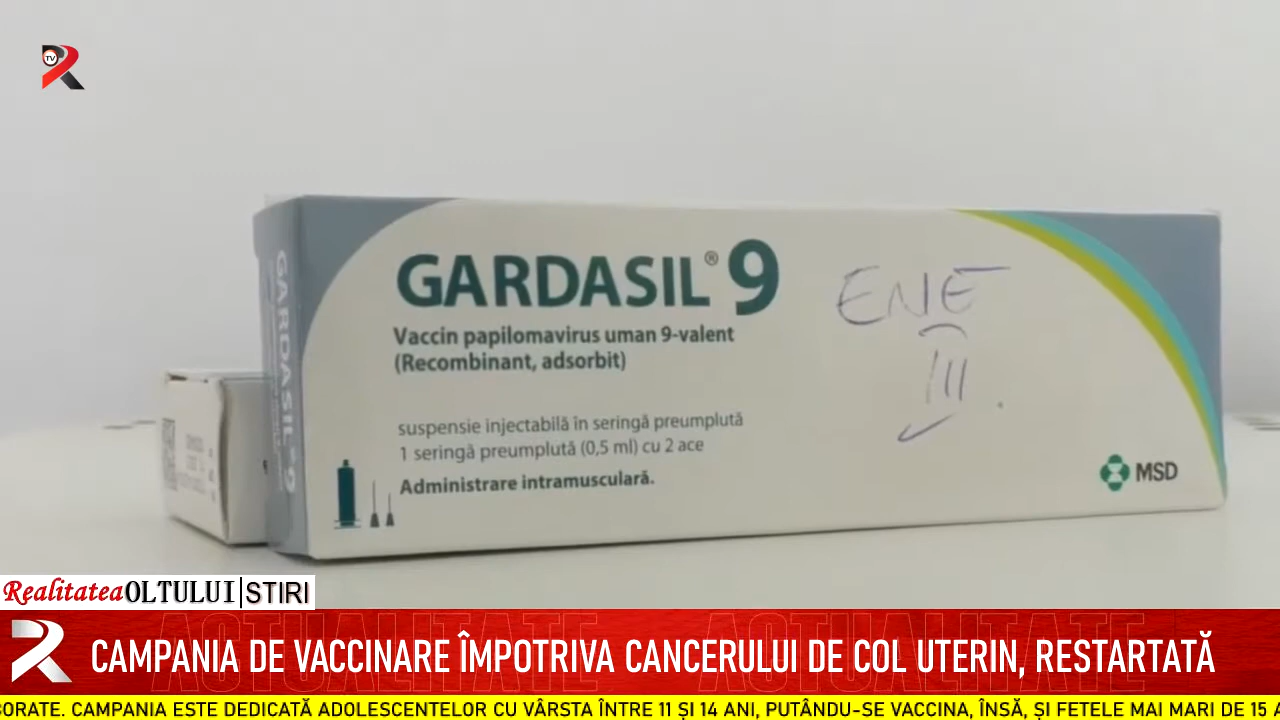 TV
GARDASIL® 9
Vaccin papilomavirus uman 9-valent
(Recombinant, adsorbit)
suspensie injectabilă în seringă preumplută
1 seringă preumplută (0,5 ml) cu 2 ace
Administrare intramusculară.
ENE
III
MSD
GARDASIL® 9
RealitateaOLTULUI|STIRI
ACTUALITATE ACTUALITATE
CAMPANIA DE VACCINARE ÎMPOTRIVA CANCERULUI DE COL UTERIN, RESTARTATĂ
ORATE. CAMPANIA ESTE DEDICATĂ ADOLESCENTELOR CU VÂRSTA ÎNTRE 11 ȘI 14 ANI, PUTÂNDU-SE VACCINA, ÎNSĂ, ȘI FETELE MAI MARI DE 15 A